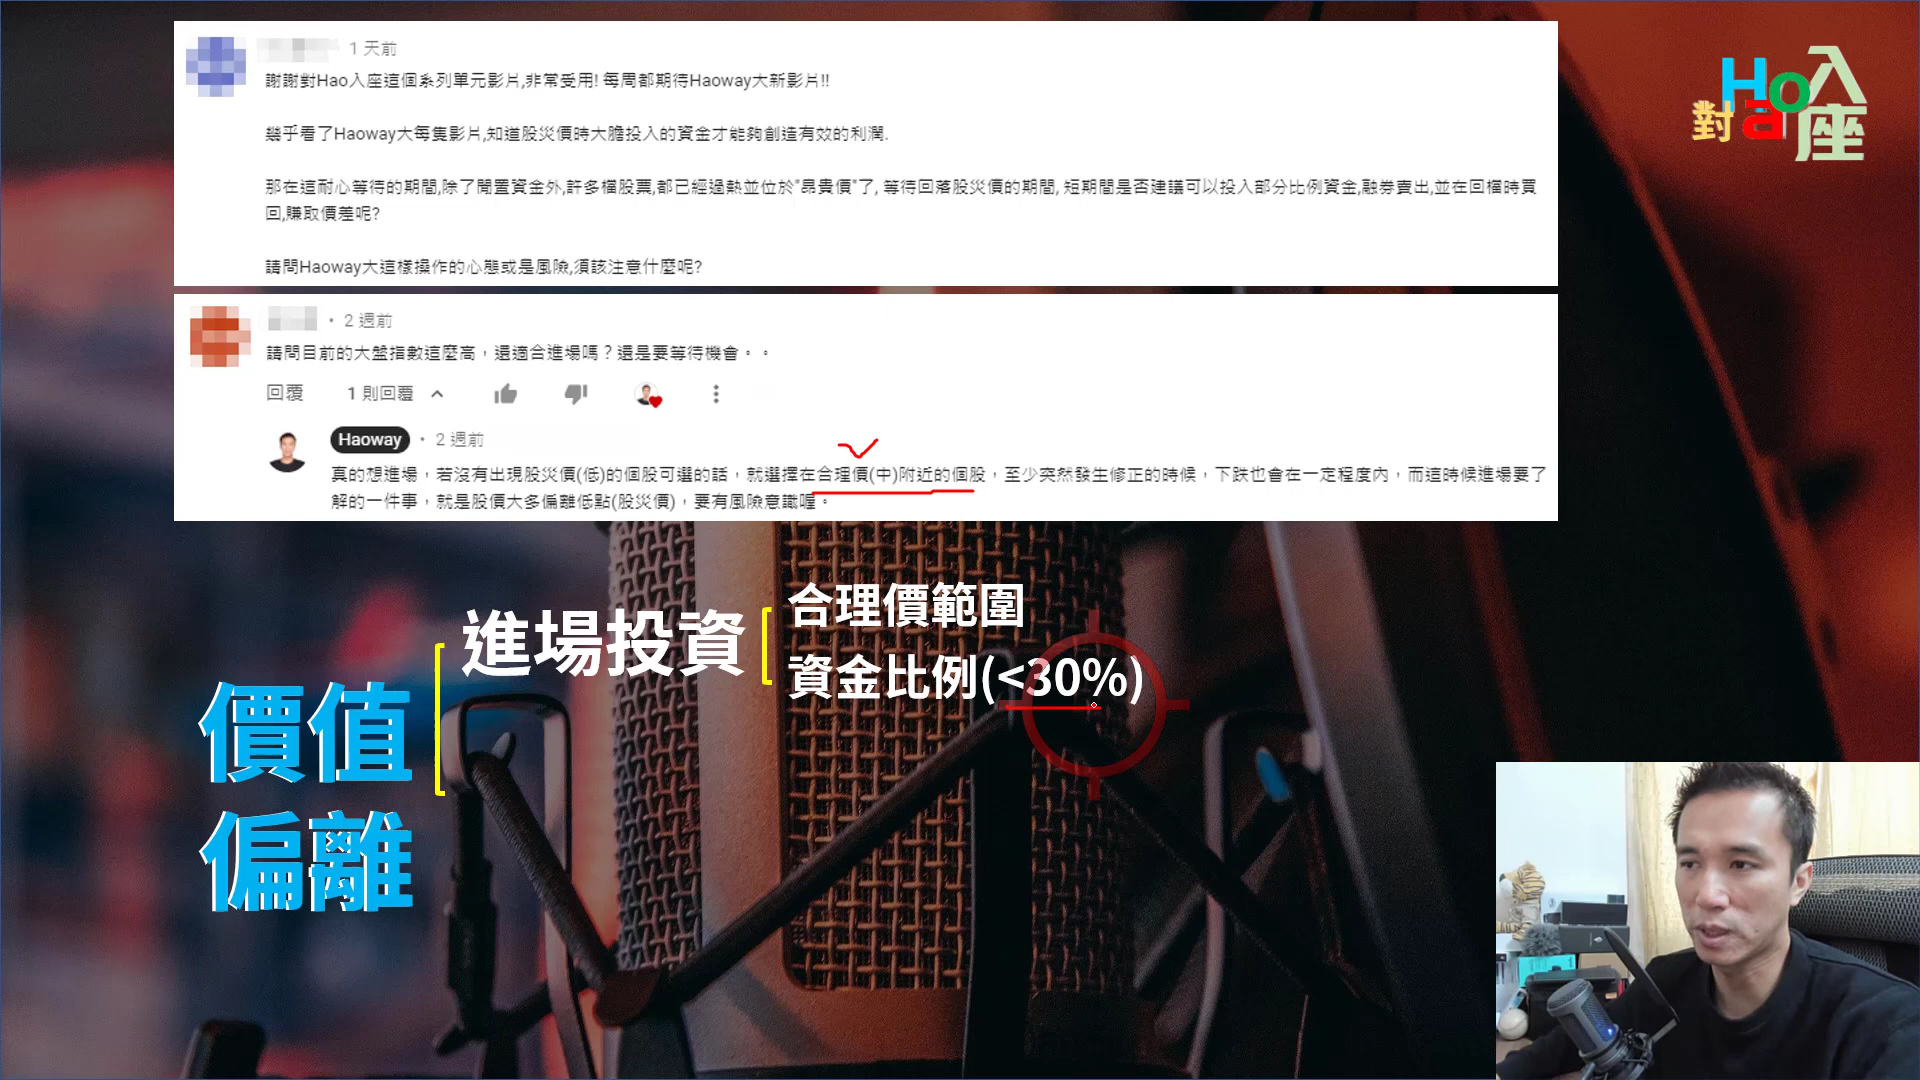 1 天前
謝謝對Hao入座這個系列單元影片,非常受用! 每周都期待Haoway大新影片!!
幾乎看了Haoway大每隻影片,知道股災價時大膽投入的資金才能夠創造有效的利潤.
那在這耐心等待的期間,除了閒置資金外,許多檔股票,都已經過熱並位於"昂貴價"了, 等待回落股災價的期間, 短期間是否建議可以投入部分比例資金,融券賣出,並在回檔時買
回,賺取價差呢?
請問Haoway大這樣操作的心態或是風險,須該注意什麼呢?
• 2 週前
請問目前的大盤指數這麼高，還適合進場嗎？還是要等待機會。。
回覆 1 則回覆
Haoway • 2 週前
真的想進場，若沒有出現股災價(低)的個股可選的話，就選擇在合理價(中)附近的個股，至少突然發生修正的時候，下跌也會在一定程度內，而這時候進場要了
解的一件事，就是股價大多偏離低點(股災價)，要有風險意識喔。
對Hao入座
價值
偏離
進場投資
合理價範圍
資金比例(<30%)